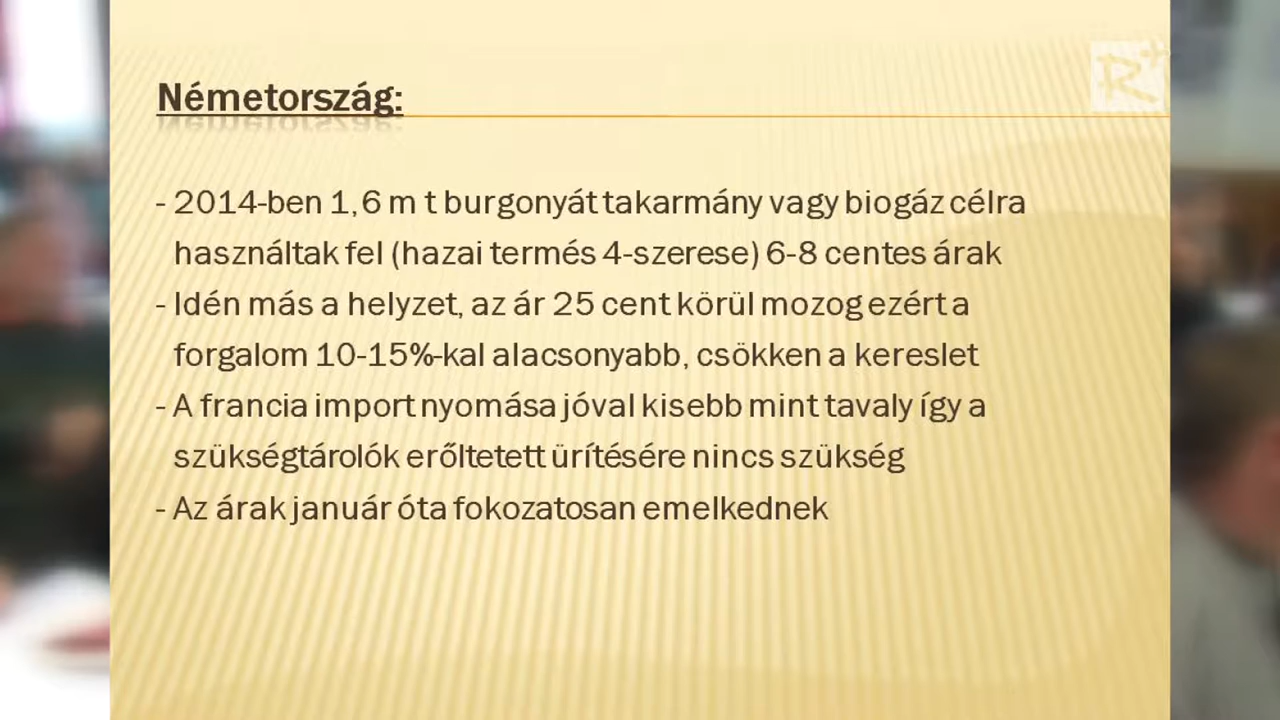 Németország:
- 2014-ben 1,6 m t burgonyát takarmány vagy biogáz célra
használtak fel (hazai termés 4-szerese) 6-8 centes árak
- Idén más a helyzet, az ár 25 cent körül mozog ezért a
forgalom 10-15%-kal alacsonyabb, csökken a kereslet
- A francia import nyomása jóval kisebb mint tavaly így a
szükségtárolók erőltetett ürítésére nincs szükség
- Az árak január óta fokozatosan emelkednek
R+